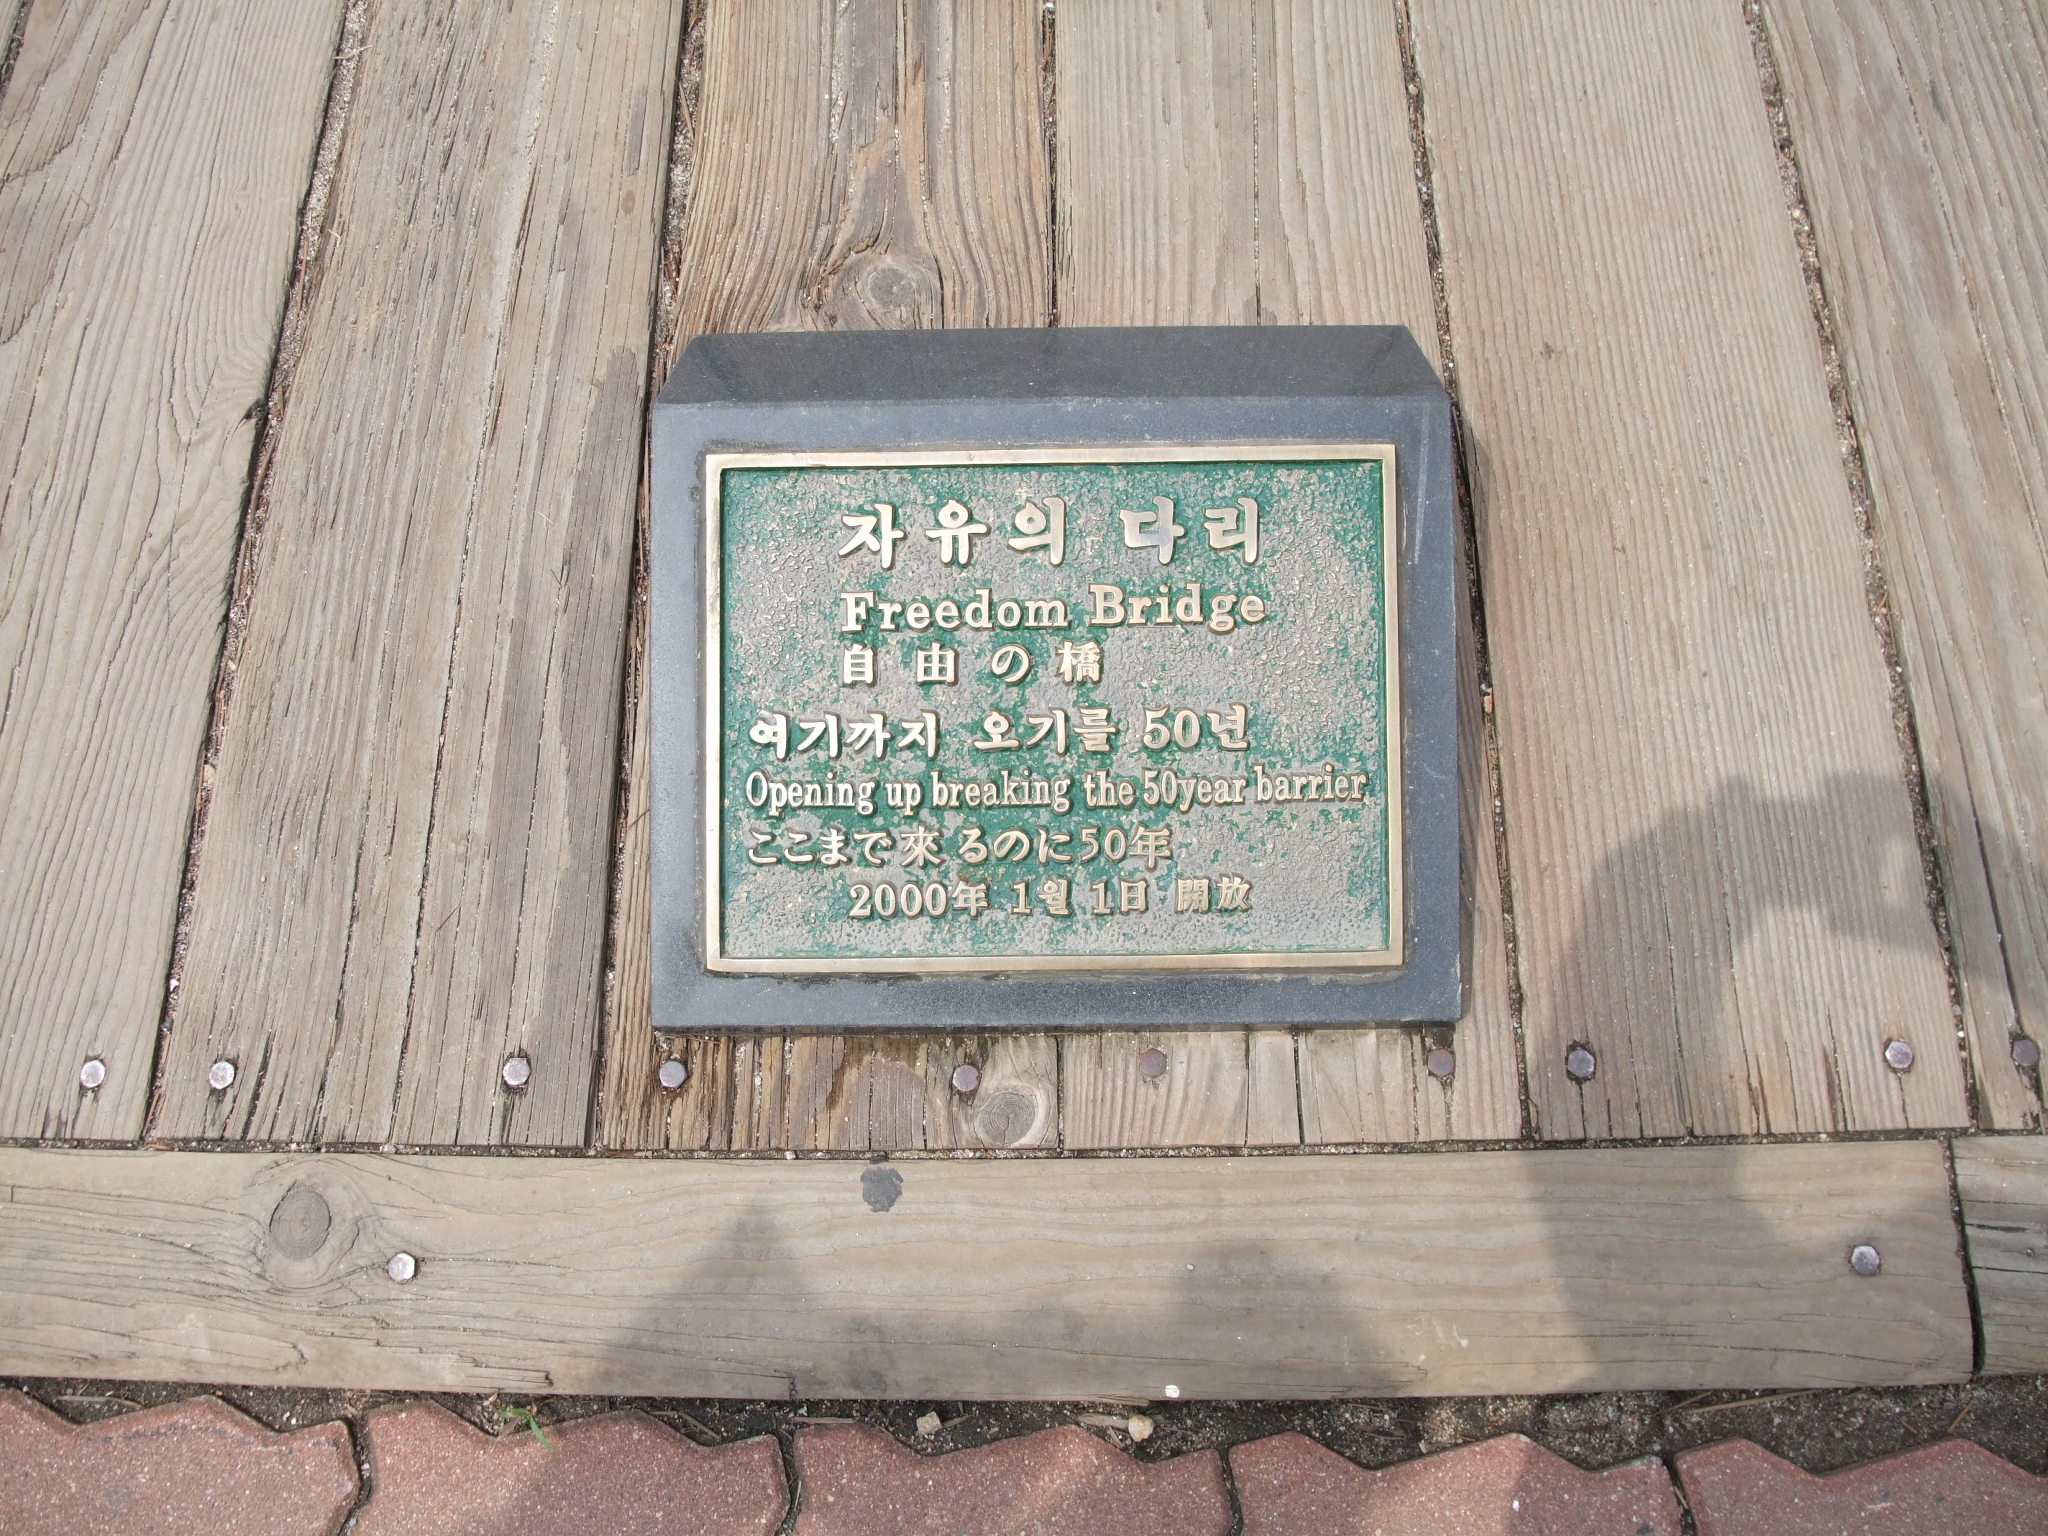 자유의 다리
Freedom Bridge
自由の橋
여기까지 오기를 50년
Opening up breaking the 50year barrier
ここまで來るのに50年
2000年 1월 1日 開放